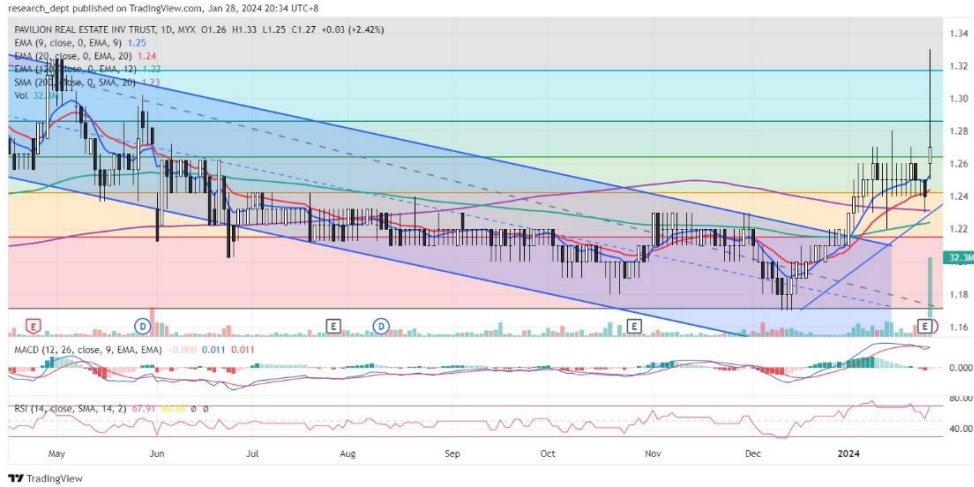 research_dept published on TradingView.com, Jan 28, 2024 20:34 UTC+8
PAVILION REAL ESTATE INV TRUST, 1D, MYX O1.26 H1.33 L1.25 C1.27 +0.03 (+2.42%)
EMA (9, close, 0, EMA, 9) 1.25
EMA (20, close, 0, EMA, 20) 1.24
EMA (120, close, 0, EMA, 12) 1.22
SMA (200, close, 0, SMA, 20) 1.23
Vol 32.3M
1.34
1.32
1.30
1.28
1.26
1.24
1.22
1.20
1.18
1.16
32.3M
E
D
E
D
E
E
MACD (12, 26, close, 9, EMA, EMA) -0.000 0.011 0.011
0.000
RSI (14, close, SMA, 14, 2) 67.91 ø ø
80.00
40.00
May Jun Jul Aug Sep Oct Nov Dec 2024
TradingView